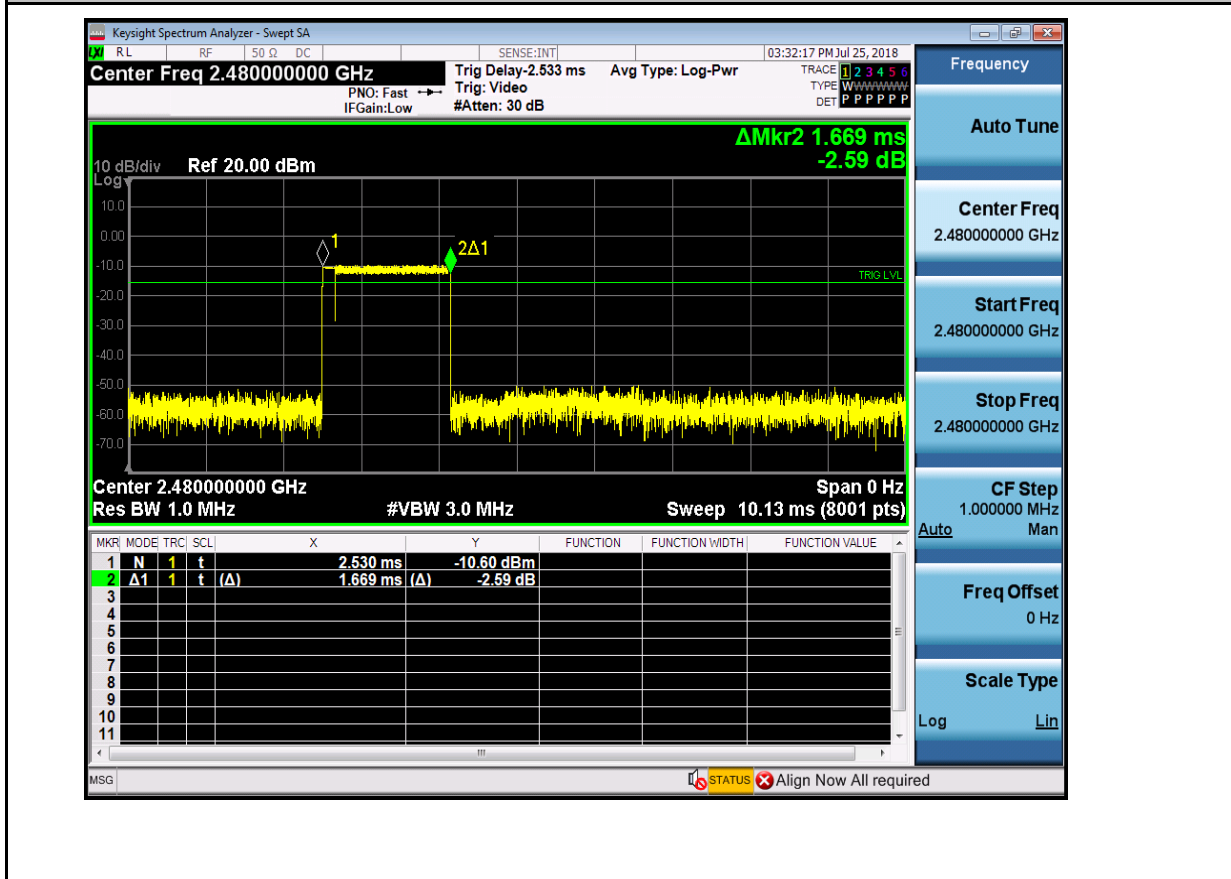 Keysight Spectrum Analyzer - Swept SA
LXI RL RF 50 Ω DC SENSE:INT 03:32:17 PM Jul 25, 2018
Center Freq 2.480000000 GHz
PNO: Fast
IFGain:Low
Trig Delay-2.533 ms
Trig: Video
#Atten: 30 dB
Avg Type: Log-Pwr
TRACE 1 2 3 4 5 6
TYPE WWWWWW
DET P P P P P P
ΔMkr2 1.669 ms
-2.59 dB
10 dB/div Ref 20.00 dBm
Log
10.0
0.00
-10.0
-20.0
-30.0
-40.0
-50.0
-60.0
-70.0
1
2Δ1
TRIG LVL
Center 2.480000000 GHz Span 0 Hz
Res BW 1.0 MHz #VBW 3.0 MHz Sweep 10.13 ms (8001 pts)
MKR MODE TRC SCL X Y FUNCTION FUNCTION WIDTH FUNCTION VALUE
1 N 1 t 2.530 ms -10.60 dBm
2 Δ1 1 t (Δ) 1.669 ms (Δ) -2.59 dB
3
4
5
6
7
8
9
10
11
MSG STATUS Align Now All required
Frequency
Auto Tune
Center Freq
2.480000000 GHz
Start Freq
2.480000000 GHz
Stop Freq
2.480000000 GHz
CF Step
1.000000 MHz
Auto Man
Freq Offset
0 Hz
Scale Type
Log Lin